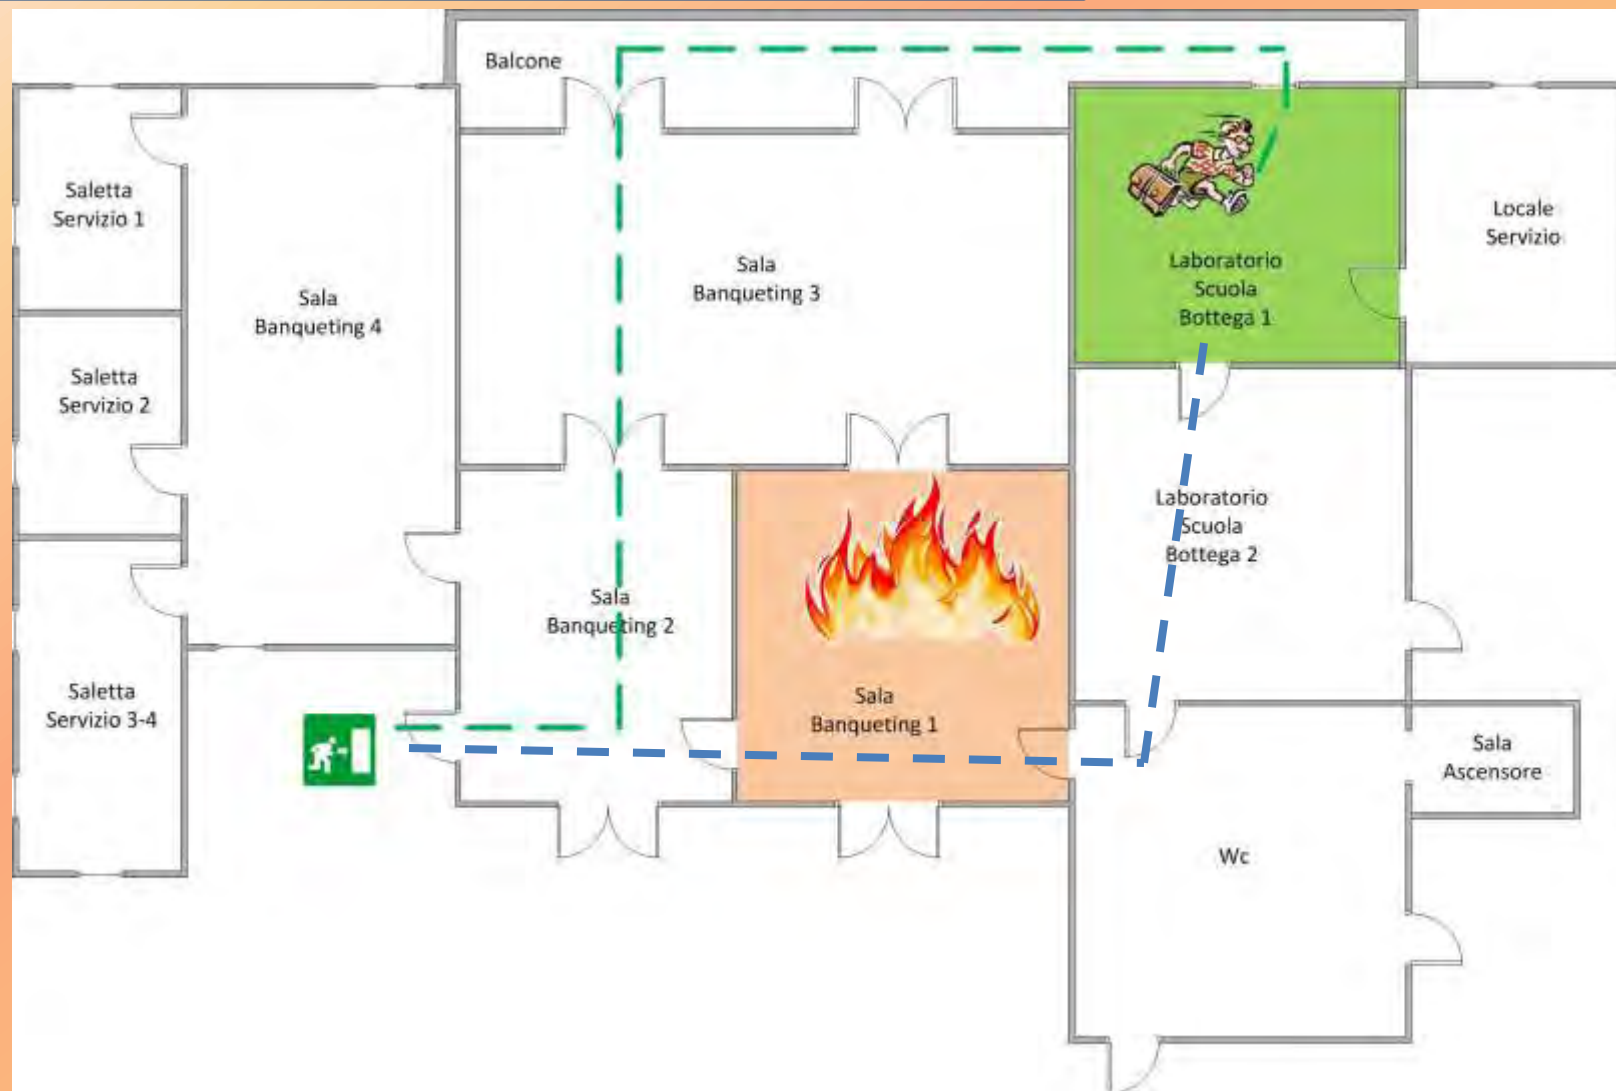 Balcone
Saletta
Servizio 1
Sala
Banqueting 4
Sala
Banqueting 3
Laboratorio
Scuola
Bottega 1
Locale
Servizio
Saletta
Servizio 2
Laboratorio
Scuola
Bottega 2
Sala
Banqueting 2
Saletta
Servizio 3-4
Sala
Banqueting 1
Sala
Ascensore
Wc